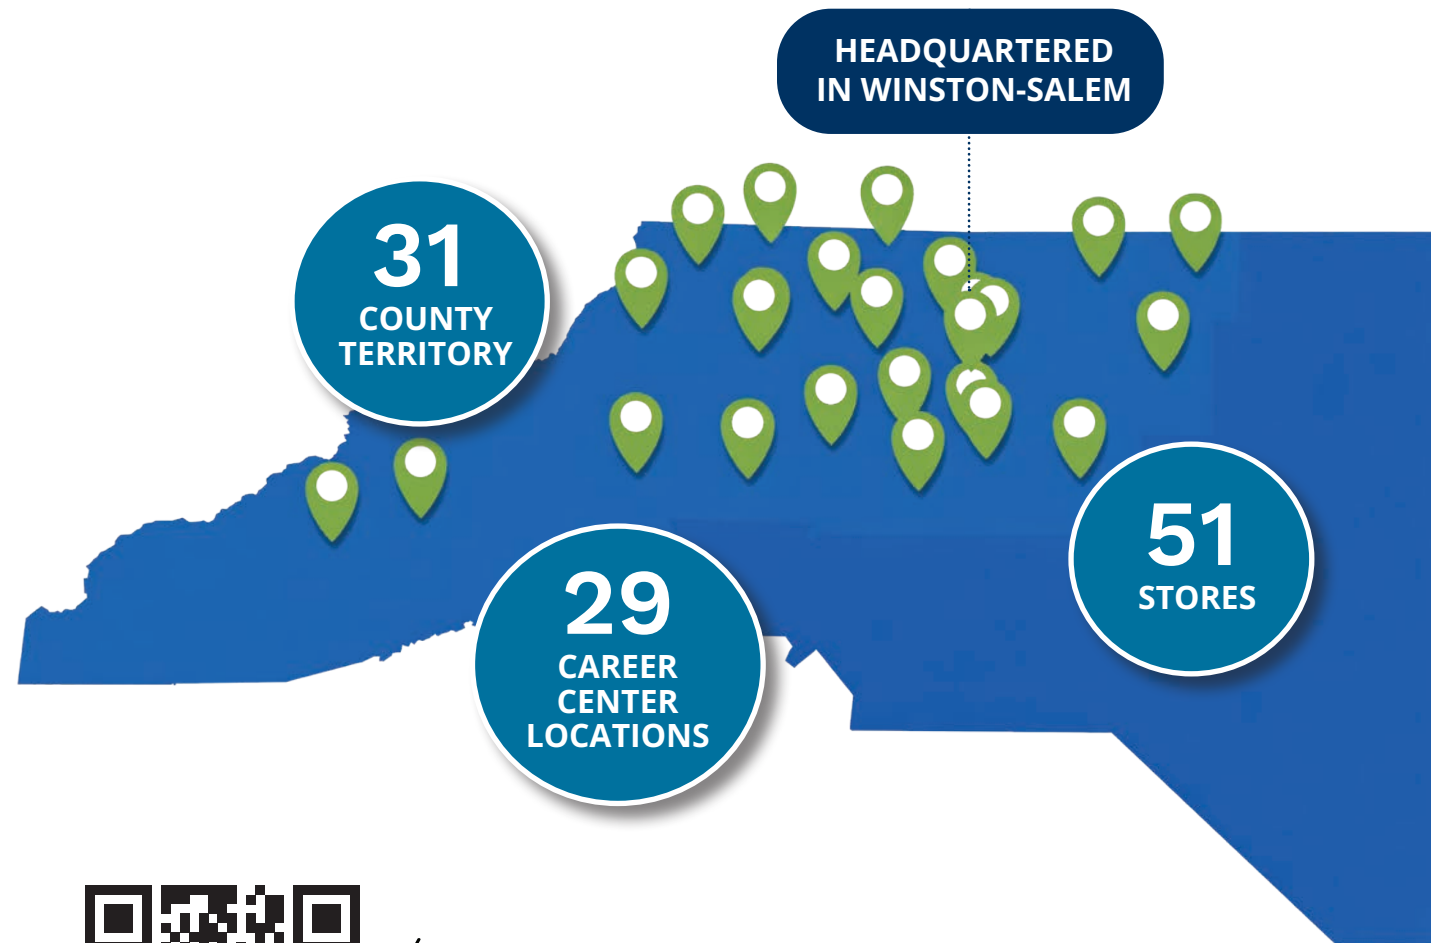 HEADQUARTERED
IN WINSTON-SALEM
31
COUNTY
TERRITORY
29
CAREER
CENTER
LOCATIONS
51
STORES